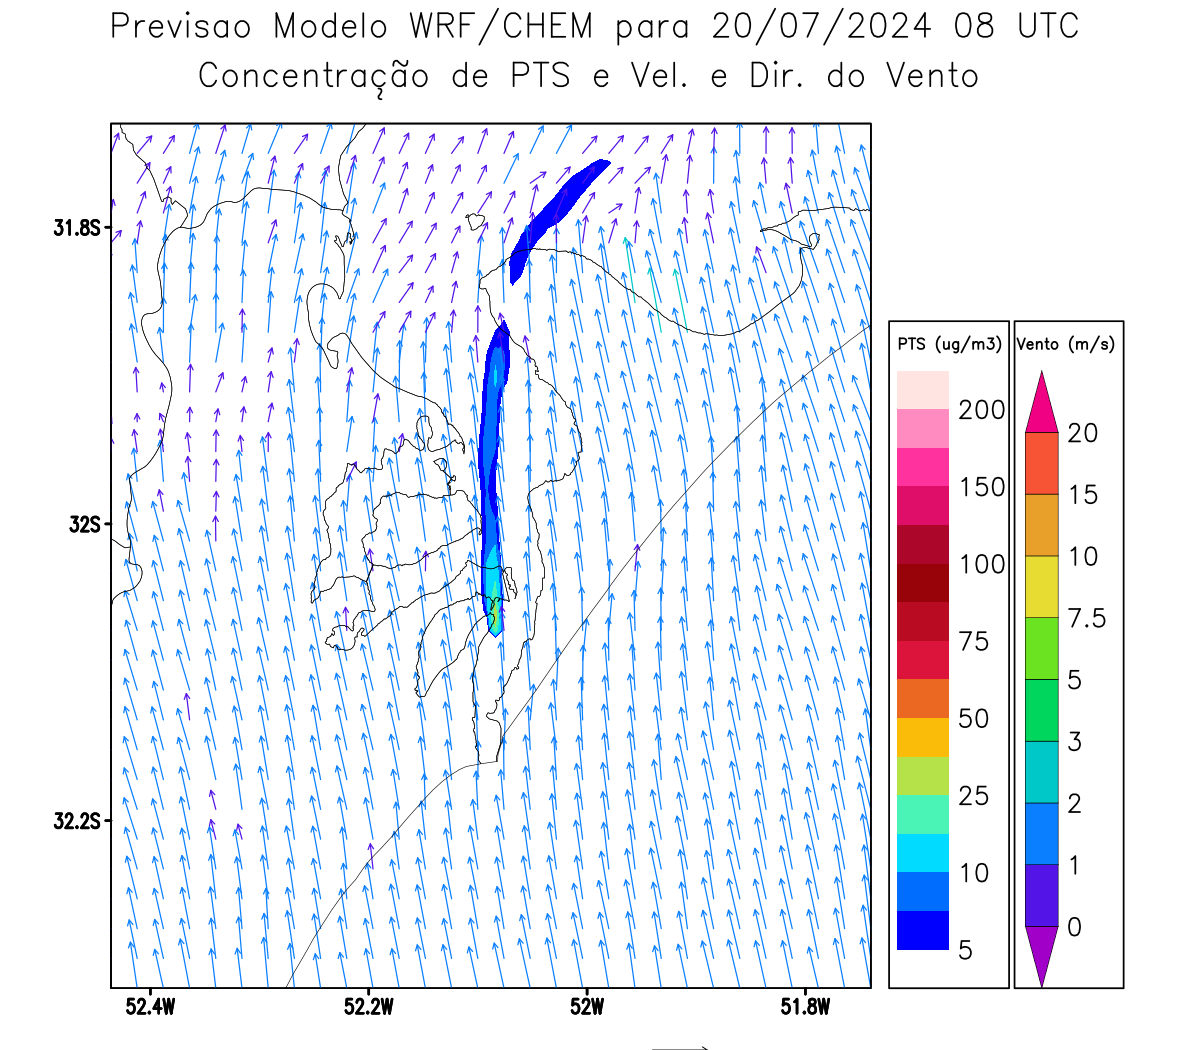 Previsao Modelo WRF/CHEM para 20/07/2024 08 UTC
Concentração de PTS e Vel. e Dir. do Vento
31.8S
32S
32.2S
52.4W 52.2W 52W 51.8W
PTS (ug/m3)
200
150
100
75
50
25
10
5
Vento (m/s)
20
15
10
7.5
5
3
2
1
0